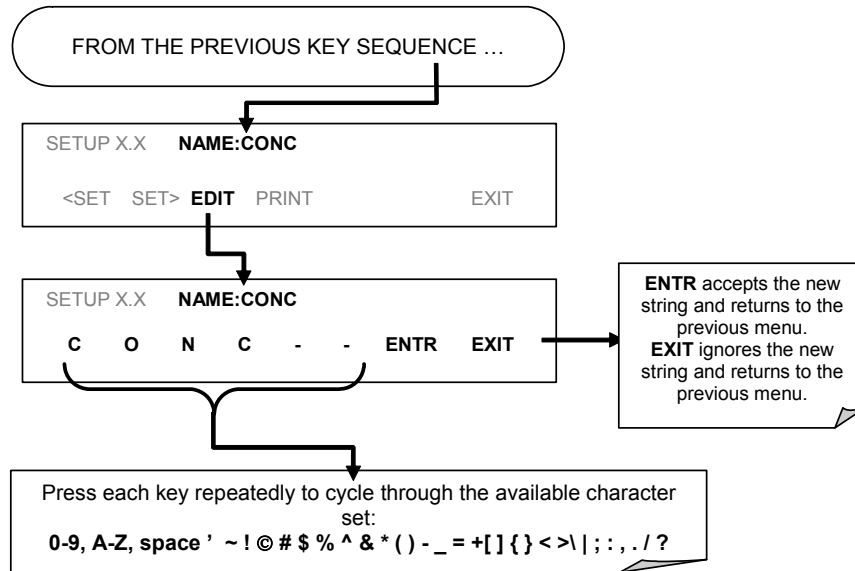 FROM THE PREVIOUS KEY SEQUENCE …
SETUP X.X NAME:CONC
<SET SET> EDIT PRINT EXIT
SETUP X.X NAME:CONC
C O N C - - ENTR EXIT
ENTR accepts the new
string and returns to the
previous menu.
EXIT ignores the new
string and returns to the
previous menu.
Press each key repeatedly to cycle through the available character
set:
0-9, A-Z, space ’ ~ ! © # $ % ^ & * ( ) - _ = +[ ] { } < >\ | ; : , . / ?